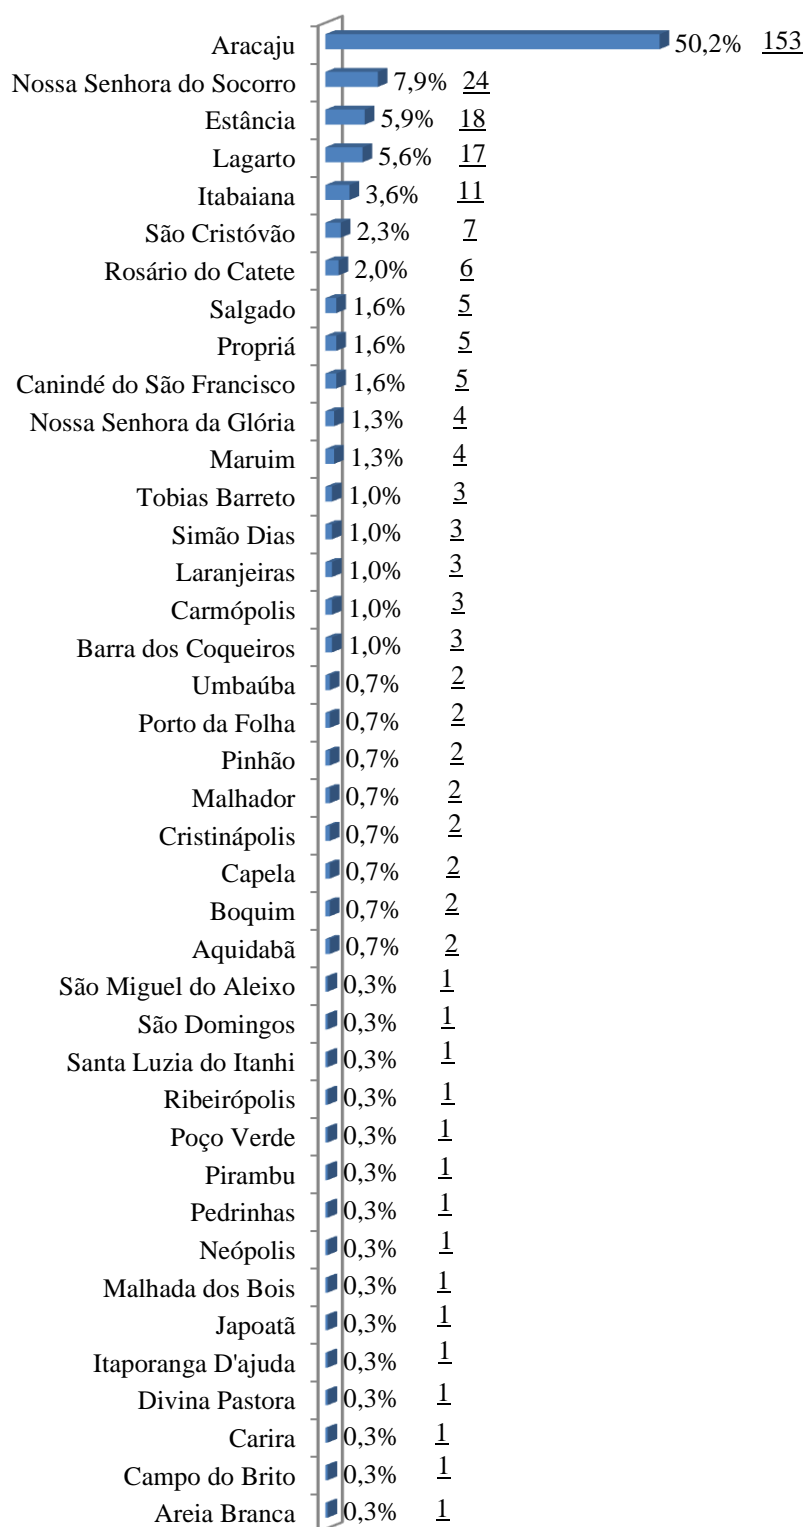 Aracaju 50,2% 153
Nossa Senhora do Socorro 7,9% 24
Estância 5,9% 18
Lagarto 5,6% 17
Itabaiana 3,6% 11
São Cristóvão 2,3% 7
Rosário do Catete 2,0% 6
Salgado 1,6% 5
Propriá 1,6% 5
Canindé do São Francisco 1,6% 5
Nossa Senhora da Glória 1,3% 4
Maruim 1,3% 4
Tobias Barreto 1,0% 3
Simão Dias 1,0% 3
Laranjeiras 1,0% 3
Carmópolis 1,0% 3
Barra dos Coqueiros 1,0% 3
Umbaúba 0,7% 2
Porto da Folha 0,7% 2
Pinhão 0,7% 2
Malhador 0,7% 2
Cristinápolis 0,7% 2
Capela 0,7% 2
Boquim 0,7% 2
Aquidabã 0,7% 2
São Miguel do Aleixo 0,3% 1
São Domingos 0,3% 1
Santa Luzia do Itanhi 0,3% 1
Ribeirópolis 0,3% 1
Poço Verde 0,3% 1
Pirambu 0,3% 1
Pedrinhas 0,3% 1
Neópolis 0,3% 1
Malhada dos Bois 0,3% 1
Japoatã 0,3% 1
Itaporanga D'ajuda 0,3% 1
Divina Pastora 0,3% 1
Carira 0,3% 1
Campo do Brito 0,3% 1
Areia Branca 0,3% 1